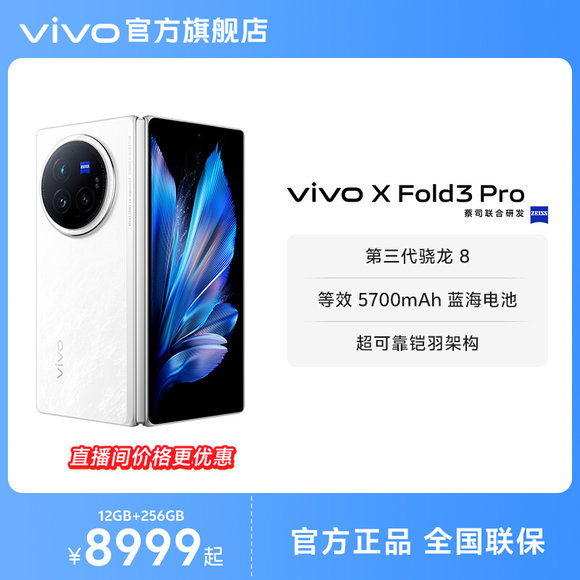 vivo 官方旗舰店
vivo X Fold3 Pro
蔡司联合研发 ZEISS
第三代骁龙 8
等效 5700mAh 蓝海电池
超可靠铠羽架构
ZEISS
vivo
直播间价格更优惠
12GB+256GB
¥8999起
官方正品 全国联保